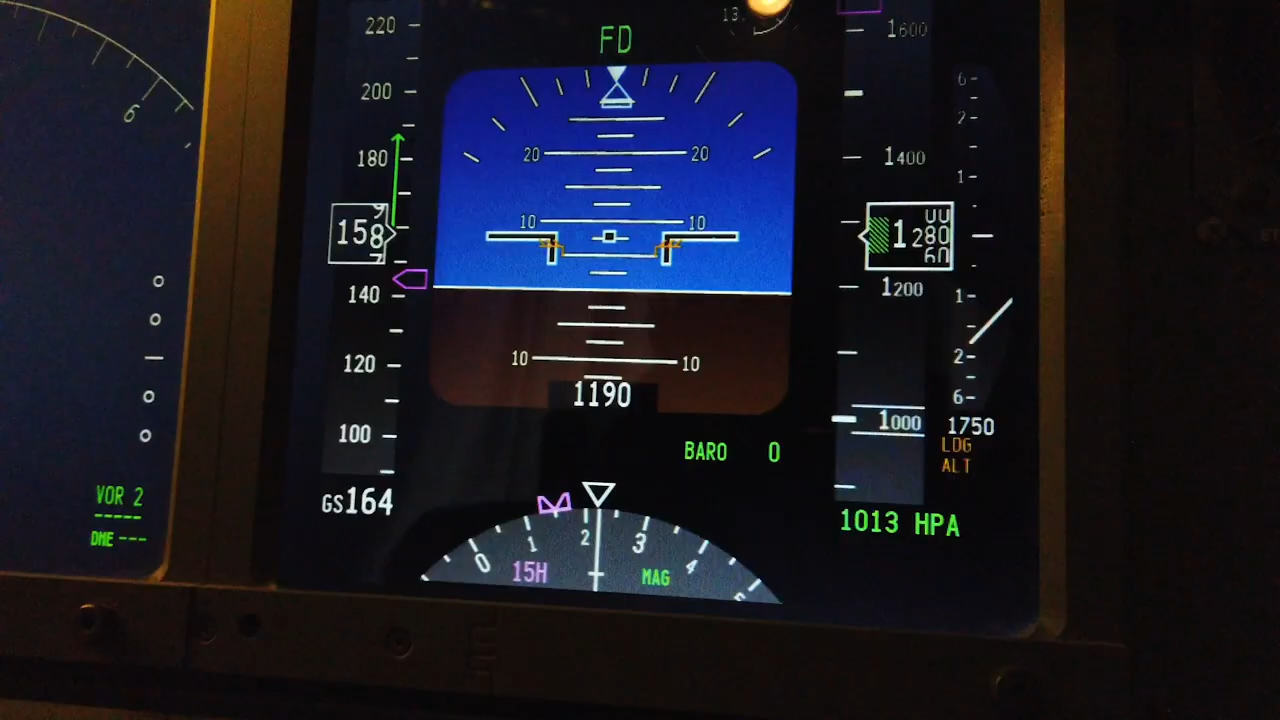 220
13
1600
FD
6
6
200
2
20 20
180
1400
1
10 10
158
1280
140
1200
1
120
10 10
2
6
1190
100
1000
1750
BARO 0
LDG
ALT
VOR 2
-----
DME ---
GS164
1013 HPA
0 1 2 3 4
15H
MAG